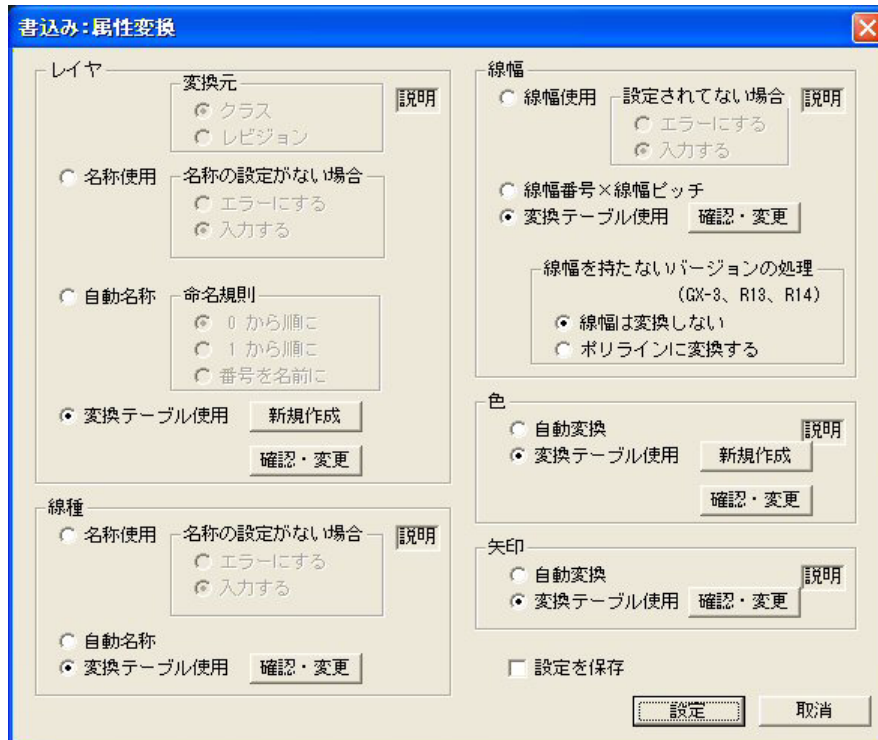 書込み：属性変換
レイヤ
変換元
説明
クラス
レビジョン
名称使用
名称の設定がない場合
エラーにする
入力する
自動名称
命名規則
0 から順に
1 から順に
番号を名前に
変換テーブル使用
新規作成
確認・変更
線種
名称使用
名称の設定がない場合
説明
エラーにする
入力する
自動名称
変換テーブル使用
確認・変更
線幅
線幅使用
設定されてない場合
説明
エラーにする
入力する
線幅番号×線幅ピッチ
変換テーブル使用
確認・変更
線幅を持たないバージョンの処理
（GX-3、R13、R14）
線幅は変換しない
ポリラインに変換する
色
自動変換
説明
変換テーブル使用
新規作成
確認・変更
矢印
自動変換
説明
変換テーブル使用
確認・変更
設定を保存
設定
取消